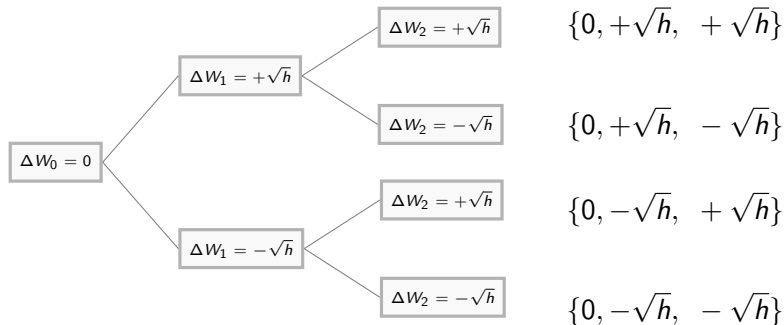 ΔW₂ = +√h {0, +√h, + √h}
ΔW₁ = +√h
ΔW₂ = −√h {0, +√h, − √h}
ΔW₀ = 0
ΔW₂ = +√h {0, −√h, + √h}
ΔW₁ = −√h
ΔW₂ = −√h {0, −√h, − √h}